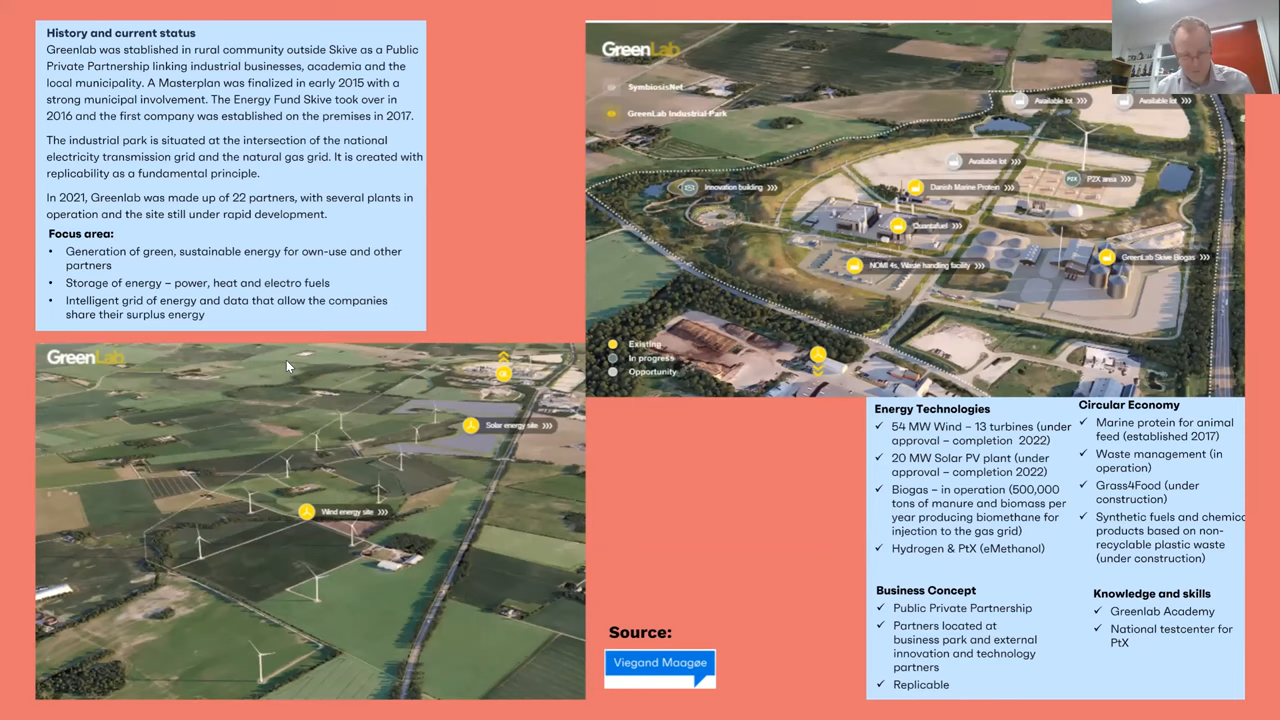 History and current status
Greenlab was stablished in rural community outside Skive as a Public
Private Partnership linking industrial businesses, academia and the
local municipality. A Masterplan was finalized in early 2015 with a
strong municipal involvement. The Energy Fund Skive took over in
2016 and the first company was established on the premises in 2017.
The industrial park is situated at the intersection of the national
electricity transmission grid and the natural gas grid. It is created with
replicability as a fundamental principle.
In 2021, Greenlab was made up of 22 partners, with several plants in
operation and the site still under rapid development.
Focus area:
• Generation of green, sustainable energy for own-use and other
partners
• Storage of energy – power, heat and electro fuels
• Intelligent grid of energy and data that allow the companies
share their surplus energy
GreenLab
SymbiosisNet
GreenLab Industrial Park
Available lot
Available lot
Available lot
Innovation building
Danish Marine Protein
P2X
P2X area
Quantafuel
NOMI 4s, Waste handling facility
GreenLab Skive Biogas
Existing
In progress
Opportunity
GreenLab
Solar energy site
Wind energy site
Energy Technologies
✓ 54 MW Wind – 13 turbines (under
approval – completion 2022)
✓ 20 MW Solar PV plant (under
approval – completion 2022)
✓ Biogas – in operation (500,000
tons of manure and biomass per
year producing biomethane for
injection to the gas grid)
✓ Hydrogen & PtX (eMethanol)
Circular Economy
✓ Marine protein for animal
feed (established 2017)
✓ Waste management (in
operation)
✓ Grass4Food (under
construction)
✓ Synthetic fuels and chemica
products based on non-
recyclable plastic waste
(under construction)
Business Concept
✓ Public Private Partnership
✓ Partners located at
business park and external
innovation and technology
partners
✓ Replicable
Knowledge and skills
✓ Greenlab Academy
✓ National testcenter for
PtX
Source:
Viegand Maagøe